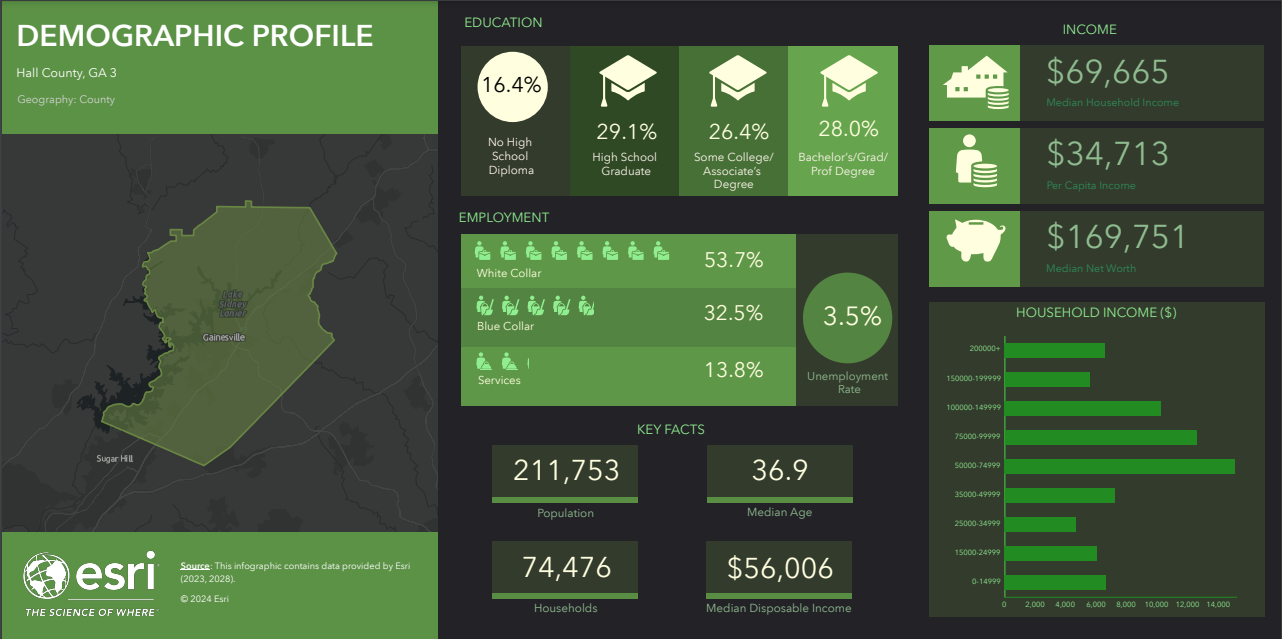 DEMOGRAPHIC PROFILE
Hall County, GA 3
Geography: County
Lake
Sidney
Lanier
Gainesville
Sugar Hill
esri
THE SCIENCE OF WHERE
Source: This infographic contains data provided by Esri
(2023, 2028).
© 2024 Esri
EDUCATION
16.4%
No High
School
Diploma
29.1%
High School
Graduate
26.4%
Some College/
Associate's
Degree
28.0%
Bachelor's/Grad/
Prof Degree
EMPLOYMENT
53.7%
White Collar
32.5%
Blue Collar
13.8%
Services
3.5%
Unemployment
Rate
KEY FACTS
211,753
Population
36.9
Median Age
74,476
Households
$56,006
Median Disposable Income
INCOME
$69,665
Median Household Income
$34,713
Per Capita Income
$169,751
Median Net Worth
HOUSEHOLD INCOME ($)
200000+
150000-199999
100000-149999
75000-99999
50000-74999
35000-49999
25000-34999
15000-24999
0-14999
0 2,000 4,000 6,000 8,000 10,000 12,000 14,000